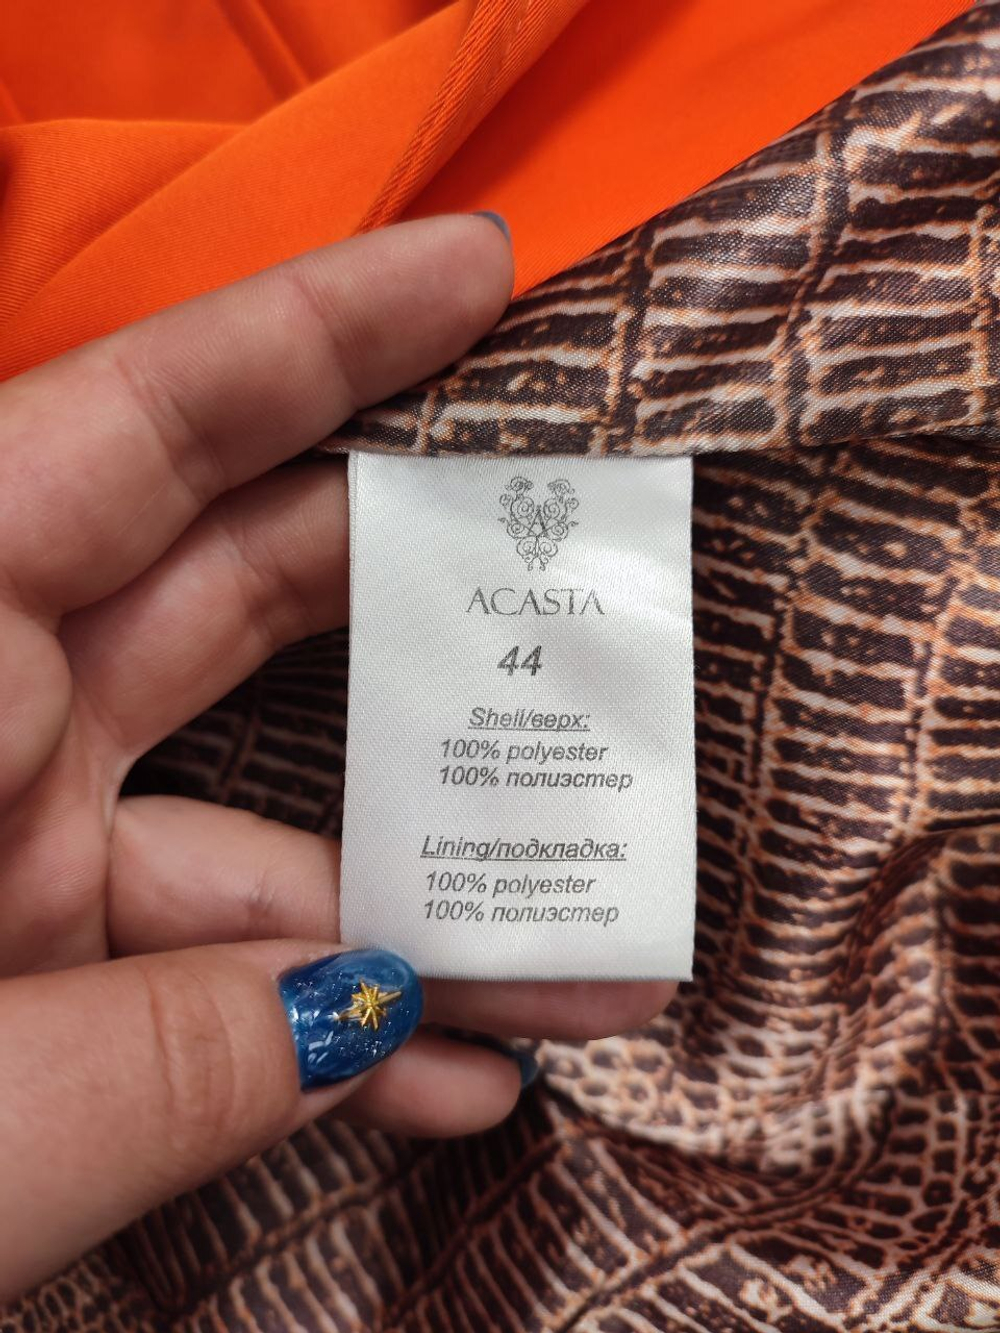 A
ACASTA
44
Shell/верх:
100% polyester
100% полиэстер
Lining/подкладка:
100% polyester
100% полиэстер